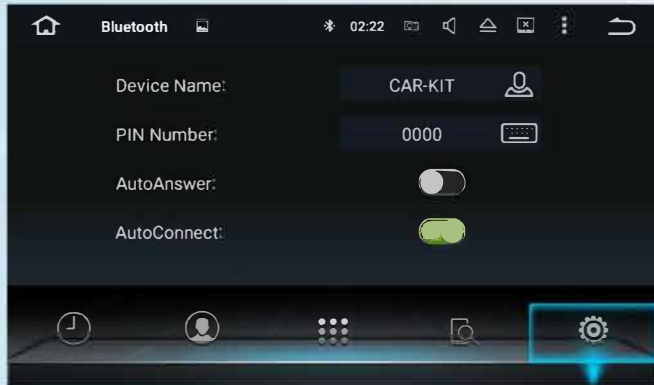 Bluetooth 02:22
Device Name: CAR-KIT
PIN Number: 0000
AutoAnswer:
AutoConnect: